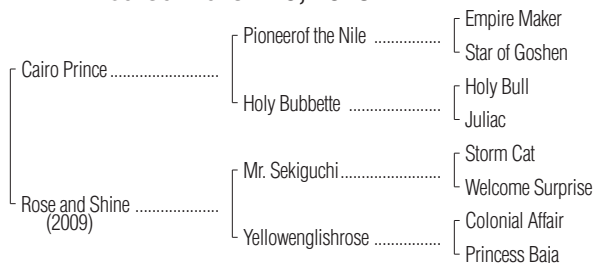 Cairo Prince ........................
Pioneerof the Nile .................
Empire Maker
Star of Goshen
Holy Bubbette .....................
Holy Bull
Juliac
Rose and Shine ..................
(2009)
Mr. Sekiguchi......................
Storm Cat
Welcome Surprise
Yellowenglishrose ..............
Colonial Affair
Princess Baja